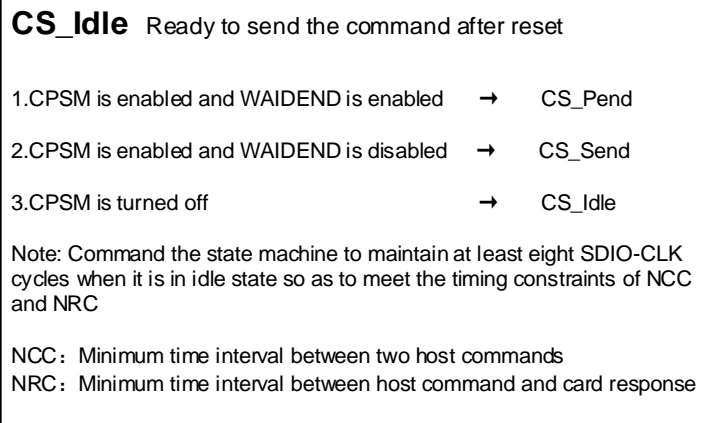 CS_Idle Ready to send the command after reset
1.CPSM is enabled and WAIDEND is enabled → CS_Pend
2.CPSM is enabled and WAIDEND is disabled → CS_Send
3.CPSM is turned off → CS_Idle
Note: Command the state machine to maintain at least eight SDIO-CLK
cycles when it is in idle state so as to meet the timing constraints of NCC
and NRC
NCC：Minimum time interval between two host commands
NRC：Minimum time interval between host command and card response